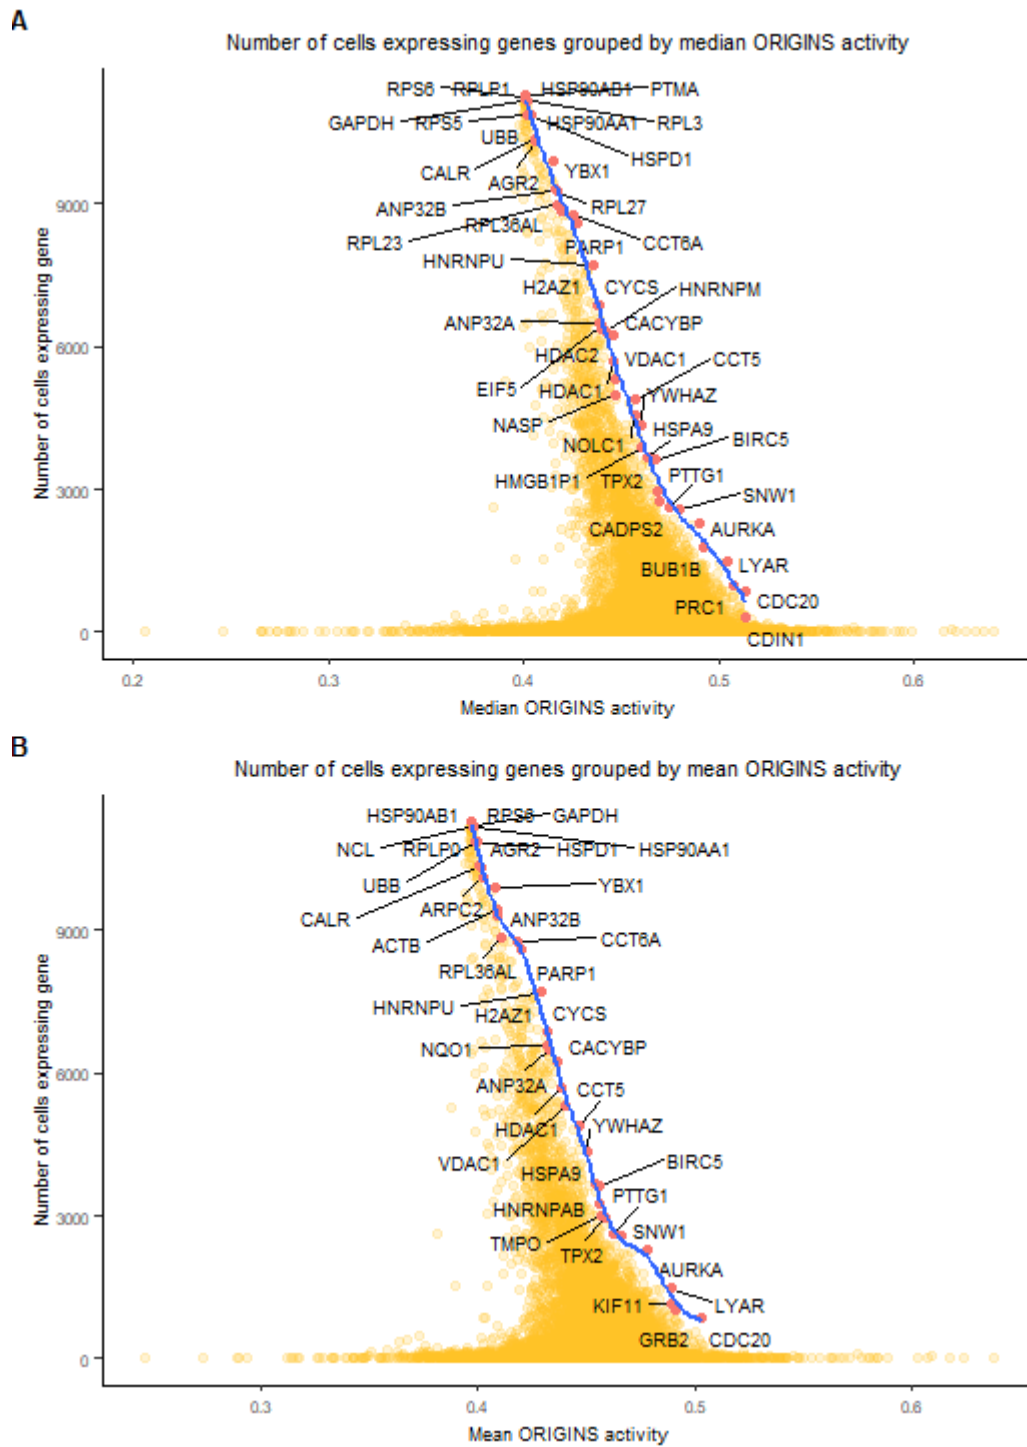 A
Number of cells expressing genes grouped by median ORIGINS activity
RPS6 RPLP1 HSP90AB1 PTMA
GAPDH RPS5 HSP90AA1 RPL3
UBB
HSPD1
CALR
YBX1
AGR2
ANP32B
RPL27
RPL36AL
RPL23
PARP1
CCT6A
HNRNPU
H2AZ1
CYCS
HNRNPM
ANP32A
CACYBP
HDAC2
VDAC1
CCT5
EIF5
HDAC1
YWHAZ
NASP
HSPA9
NOLC1
BIRC5
HMGB1P1
TPX2
PTTG1
SNW1
CADPS2
AURKA
BUB1B
LYAR
PRC1
CDC20
CDIN1
Number of cells expressing gene
9000
6000
3000
0
0.2 0.3 0.4 0.5 0.6
Median ORIGINS activity
B
Number of cells expressing genes grouped by mean ORIGINS activity
HSP90AB1 RPS6 GAPDH
NCL RPLP0 AGR2 HSPD1 HSP90AA1
UBB
YBX1
CALR
ARPC2
ANP32B
ACTB
CCT6A
RPL36AL
PARP1
HNRNPU
H2AZ1
CYCS
NQO1
CACYBP
ANP32A
CCT5
HDAC1
YWHAZ
VDAC1
HSPA9
BIRC5
HNRNPAB
PTTG1
TMPO
SNW1
TPX2
AURKA
KIF11
LYAR
GRB2
CDC20
Number of cells expressing gene
9000
6000
3000
0
0.3 0.4 0.5 0.6
Mean ORIGINS activity